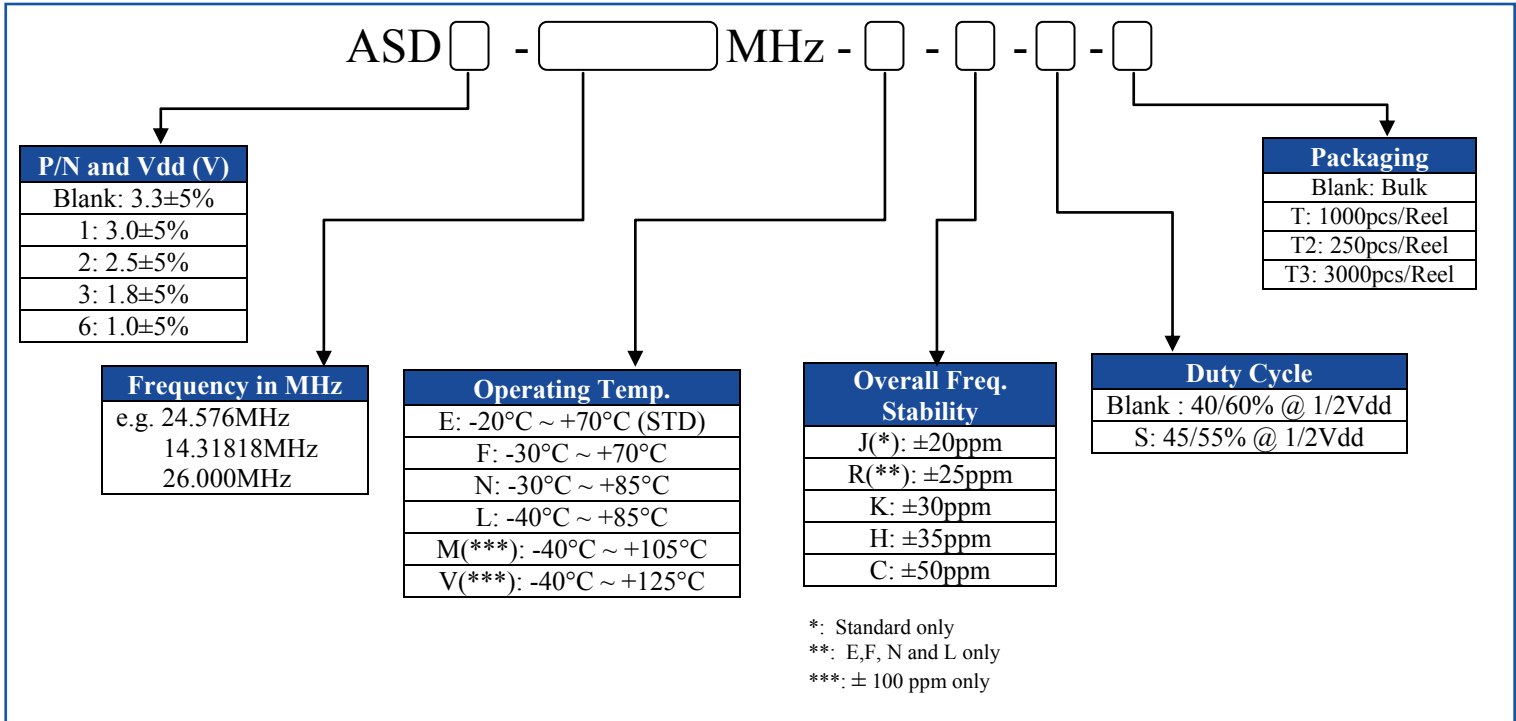 ASD - MHz - - - -
P/N and Vdd (V)
Blank: 3.3±5%
1: 3.0±5%
2: 2.5±5%
3: 1.8±5%
6: 1.0±5%
Packaging
Blank: Bulk
T: 1000pcs/Reel
T2: 250pcs/Reel
T3: 3000pcs/Reel
Frequency in MHz
e.g. 24.576MHz
14.31818MHz
26.000MHz
Operating Temp.
E: -20°C ~ +70°C (STD)
F: -30°C ~ +70°C
N: -30°C ~ +85°C
L: -40°C ~ +85°C
M(***): -40°C ~ +105°C
V(***): -40°C ~ +125°C
Overall Freq.
Stability
J(*): ±20ppm
R(**): ±25ppm
K: ±30ppm
H: ±35ppm
C: ±50ppm
Duty Cycle
Blank : 40/60% @ 1/2Vdd
S: 45/55% @ 1/2Vdd
*: Standard only
**: E,F, N and L only
***: ± 100 ppm only